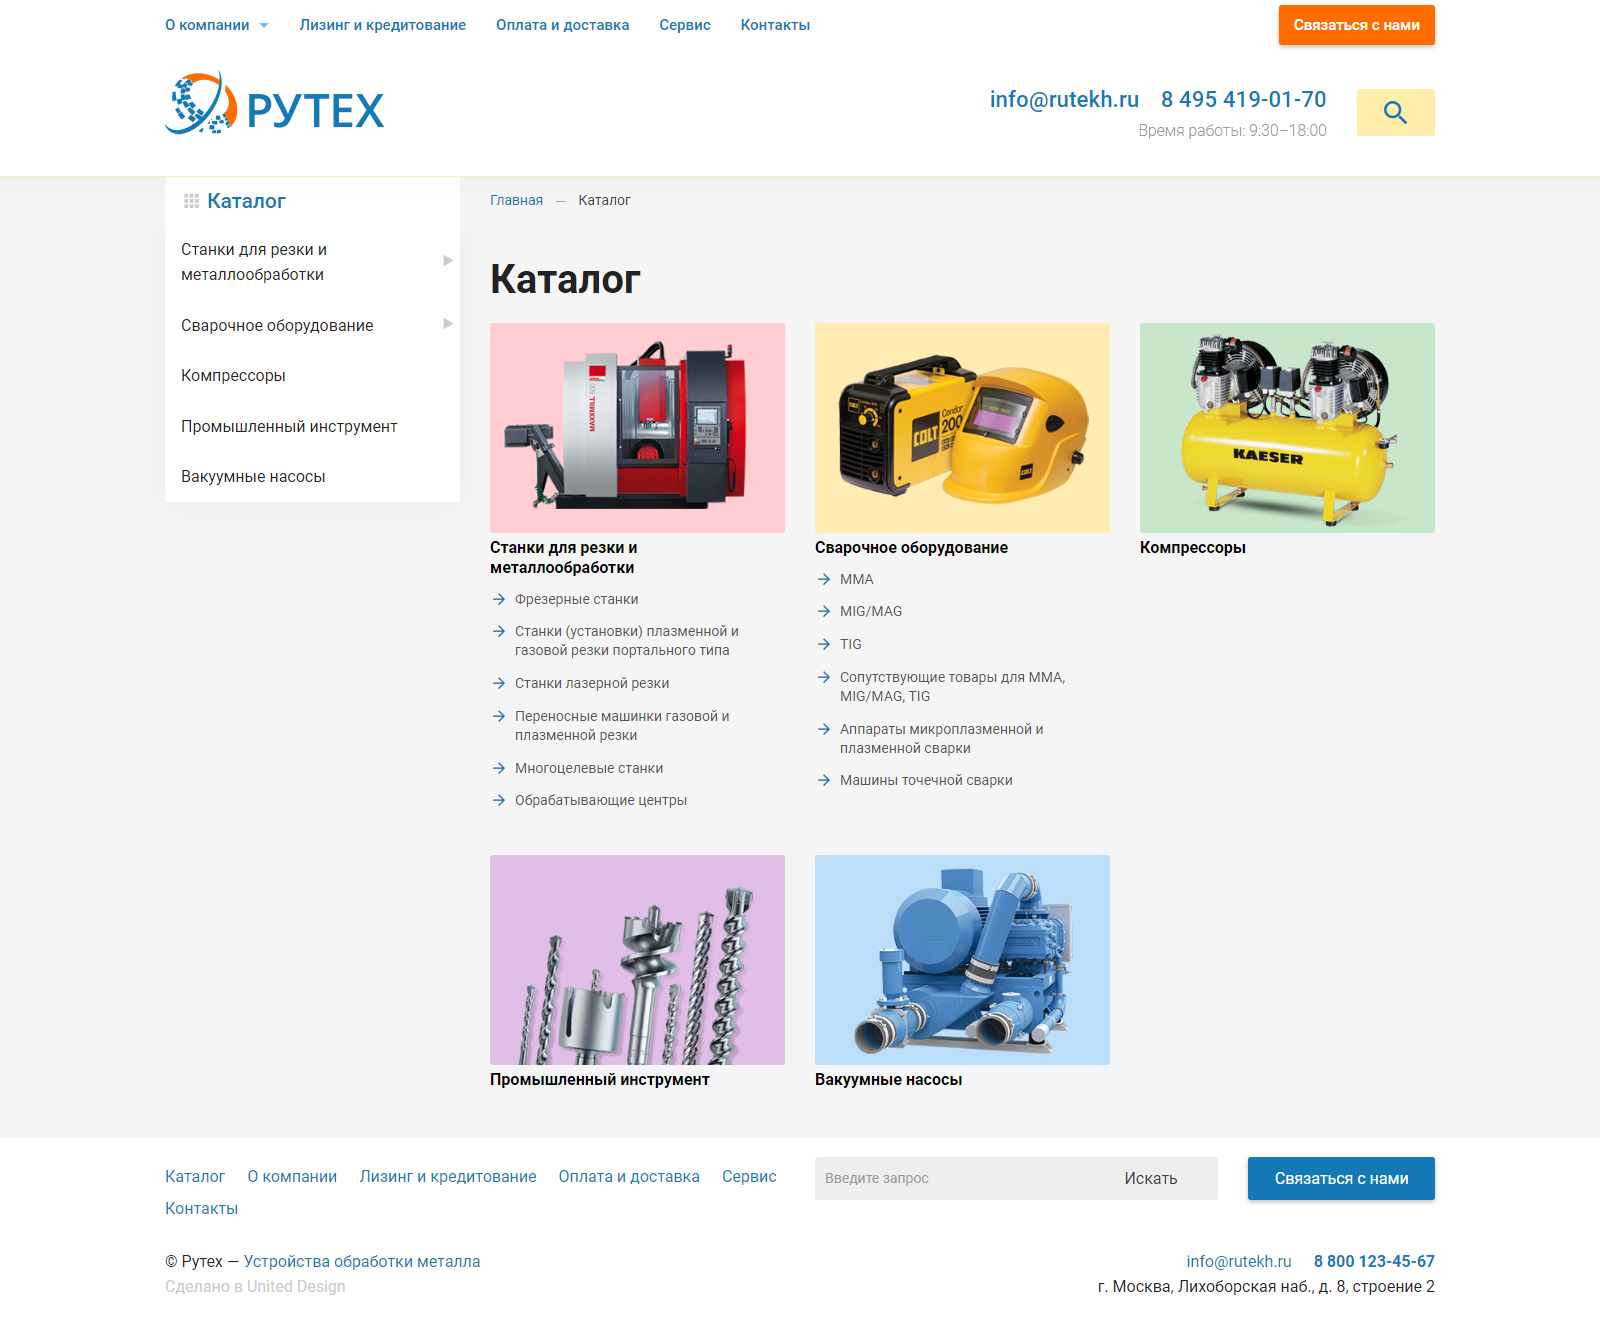 О компании Лизинг и кредитование Оплата и доставка Сервис Контакты Связаться с нами
РУТЕХ
info@rutekh.ru 8 495 419-01-70
Время работы: 9:30–18:00
Каталог
Станки для резки и
металлообработки
Сварочное оборудование
Компрессоры
Промышленный инструмент
Вакуумные насосы
Главная — Каталог
Каталог
MAXXMILL 500
COLT
Condor
200
COLT
KAESER
Станки для резки и
металлообработки
Фрезерные станки
Станки (установки) плазменной и
газовой резки портального типа
Станки лазерной резки
Переносные машинки газовой и
плазменной резки
Многоцелевые станки
Обрабатывающие центры
Сварочное оборудование
MMA
MIG/MAG
TIG
Сопутствующие товары для MMA,
MIG/MAG, TIG
Аппараты микроплазменной и
плазменной сварки
Машины точечной сварки
Компрессоры
Промышленный инструмент
Вакуумные насосы
Каталог О компании Лизинг и кредитование Оплата и доставка Сервис
Контакты
Введите запрос Искать
Связаться с нами
© Рутех — Устройства обработки металла
Сделано в United Design
info@rutekh.ru 8 800 123-45-67
г. Москва, Лихоборская наб., д. 8, строение 2